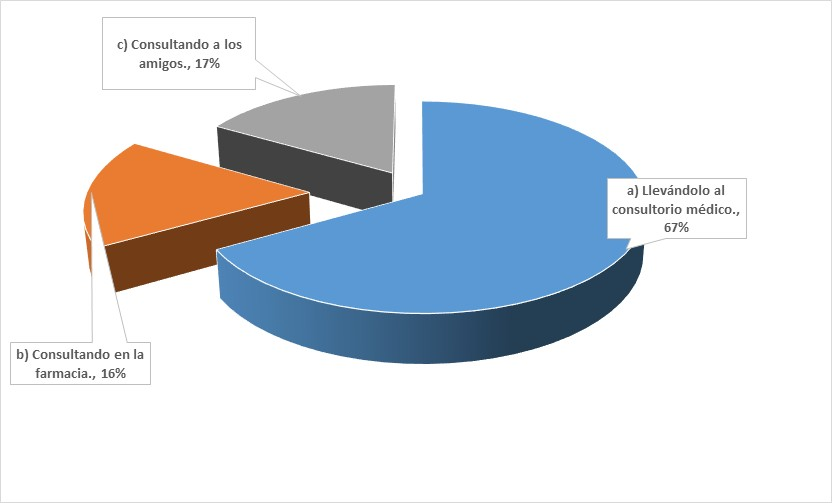 c) Consultando a los
amigos., 17%
a) Llevándolo al
consultorio médico.,
67%
b) Consultando en la
farmacia., 16%